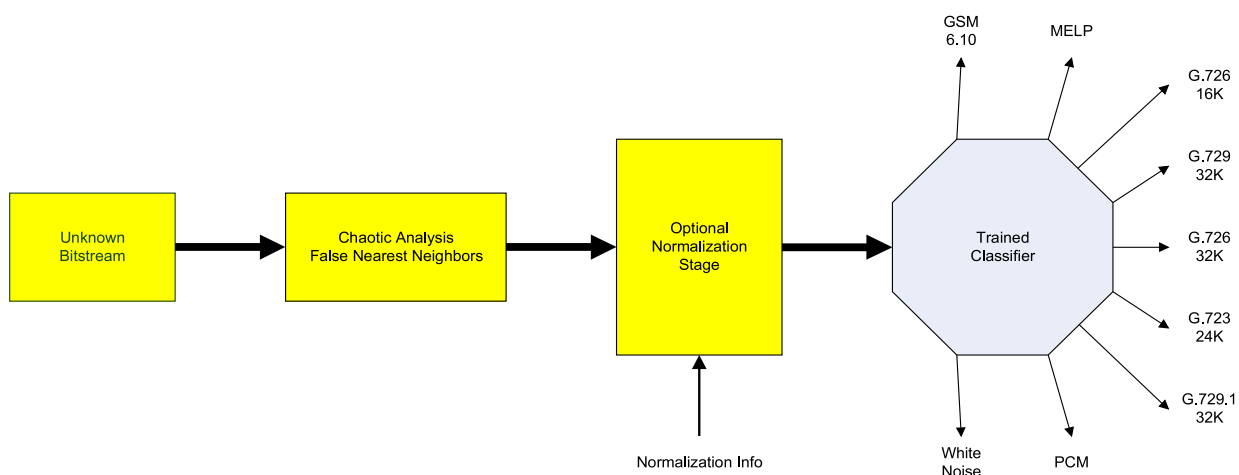 Unknown
Bitstream
Chaotic Analysis
False Nearest Neighbors
Optional
Normalization
Stage
Normalization Info
Trained
Classifier
GSM
6.10
MELP
G.726
16K
G.729
32K
G.726
32K
G.723
24K
G.729.1
32K
PCM
White
Noise